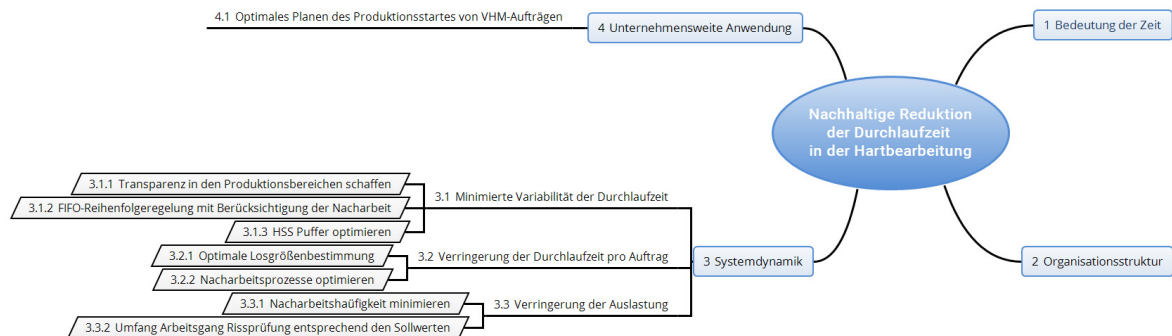 Nachhaltige Reduktion
der Durchlaufzeit
in der Hartbearbeitung
1 Bedeutung der Zeit
2 Organisationsstruktur
3 Systemdynamik
3.1 Minimierte Variabilität der Durchlaufzeit
3.1.1 Transparenz in den Produktionsbereichen schaffen
3.1.2 FIFO-Reihenfolgeregelung mit Berücksichtigung der Nacharbeit
3.1.3 HSS Puffer optimieren
3.2 Verringerung der Durchlaufzeit pro Auftrag
3.2.1 Optimale Losgrößenbestimmung
3.2.2 Nacharbeitsprozesse optimieren
3.3 Verringerung der Auslastung
3.3.1 Nacharbeitshaüfigkeit minimieren
3.3.2 Umfang Arbeitsgang Rissprüfung entsprechend den Sollwerten
4 Unternehmensweite Anwendung
4.1 Optimales Planen des Produktionsstartes von VHM-Aufträgen